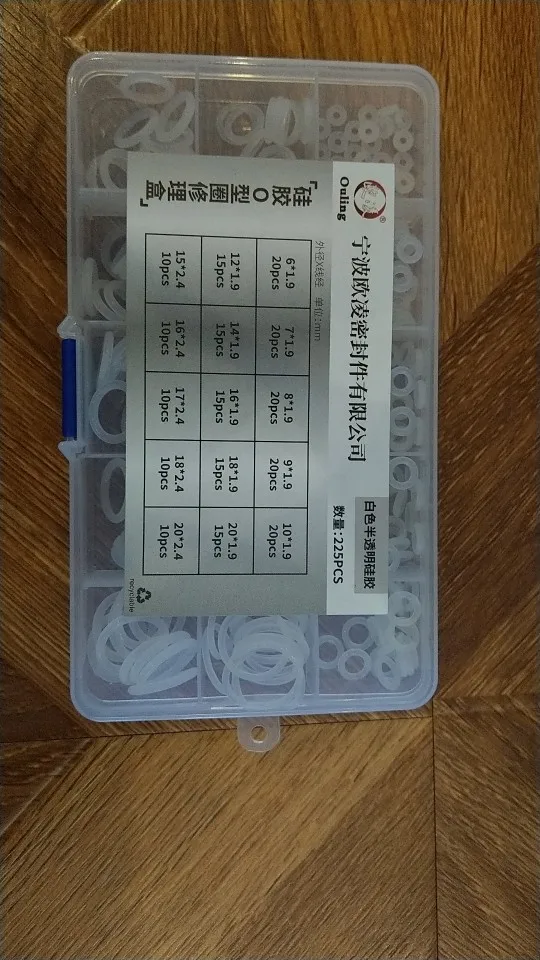 ®
Ouling
宁波欧凌密封件有限公司
「硅胶O型圈修理盒」
外径X线经 单位:mm
白色半透明硅胶
数量:225PCS
6*1.9 7*1.9 8*1.9 9*1.9 10*1.9
20pcs 20pcs 20pcs 20pcs 20pcs
12*1.9 14*1.9 16*1.9 18*1.9 20*1.9
15pcs 15pcs 15pcs 15pcs 15pcs
15*2.4 16*2.4 17*2.4 18*2.4 20*2.4
10pcs 10pcs 10pcs 10pcs 10pcs
recyclable